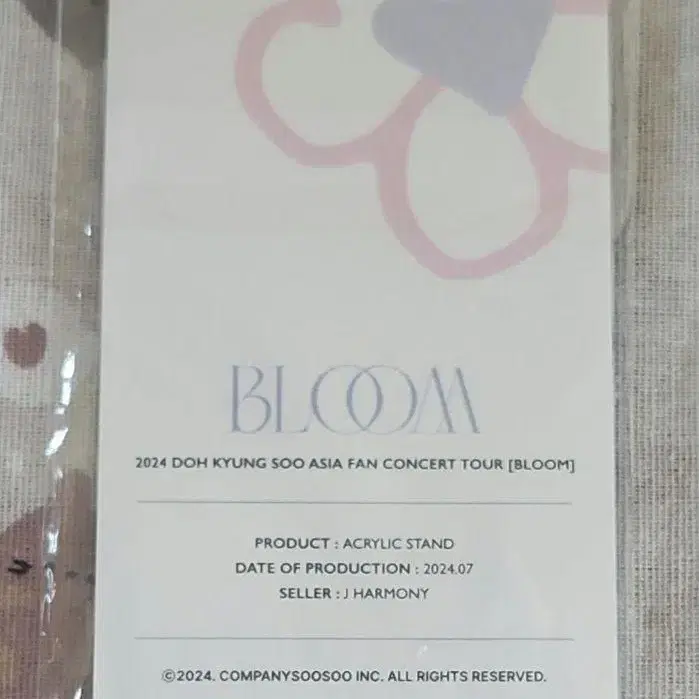 BLOOM
2024 DOH KYUNG SOO ASIA FAN CONCERT TOUR [BLOOM]
PRODUCT : ACRYLIC STAND
DATE OF PRODUCTION : 2024.07
SELLER : J HARMONY
©2024. COMPANYSOOSOO INC. ALL RIGHTS RESERVED.